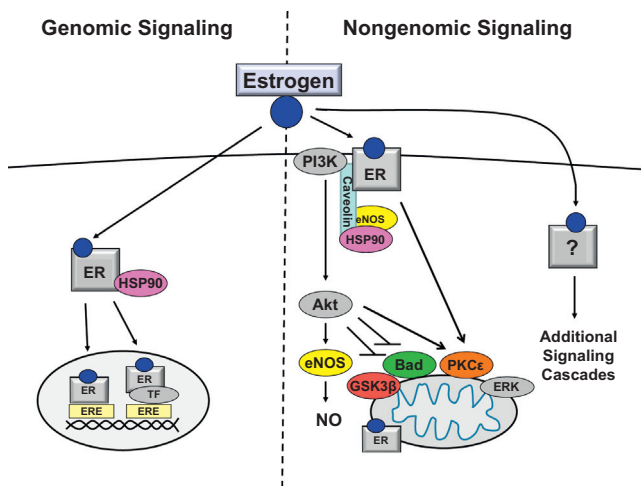 Genomic Signaling
Nongenomic Signaling
Estrogen
PI3K
ER
Caveolin
eNOS
HSP90
?
ER
HSP90
Akt
Additional
Signaling
Cascades
eNOS
Bad
PKCε
GSK3β
ERK
NO
ER
ER
ER
TF
ERE
ERE